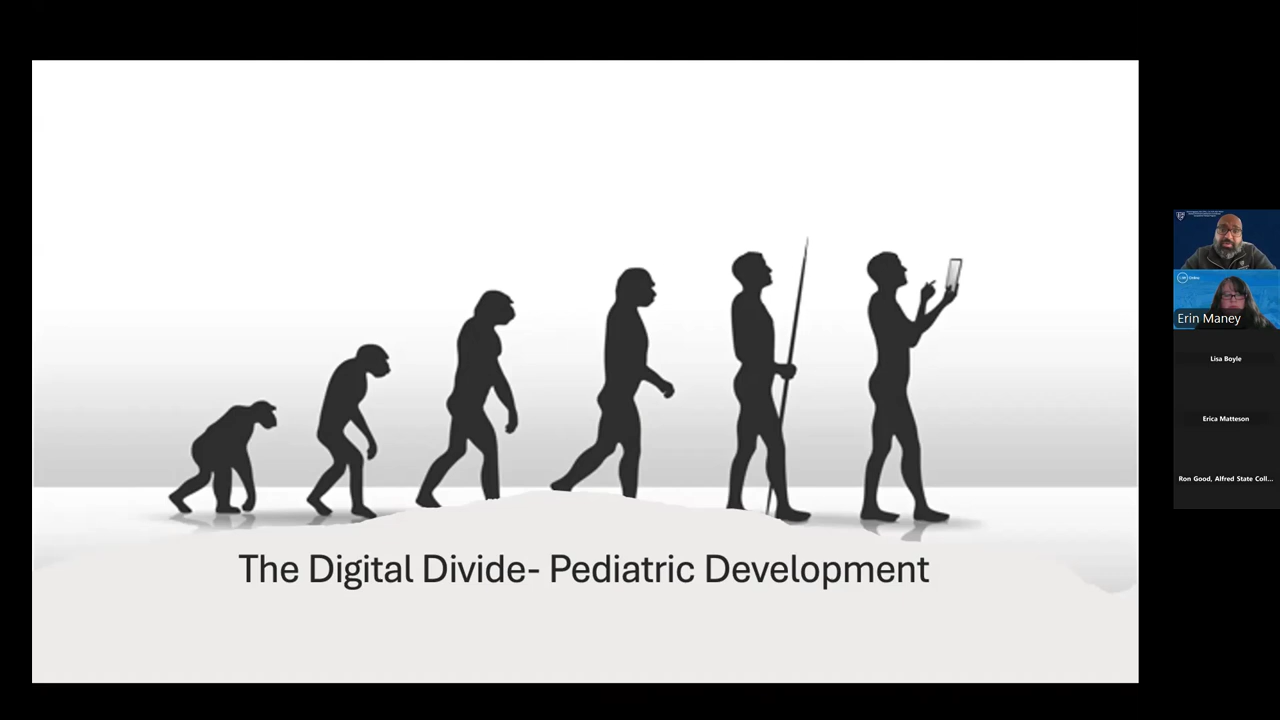 The Digital Divide- Pediatric Development
Erin Maney
Lisa Boyle
Erica Matteson
Ron Good, Alfred State Coll...